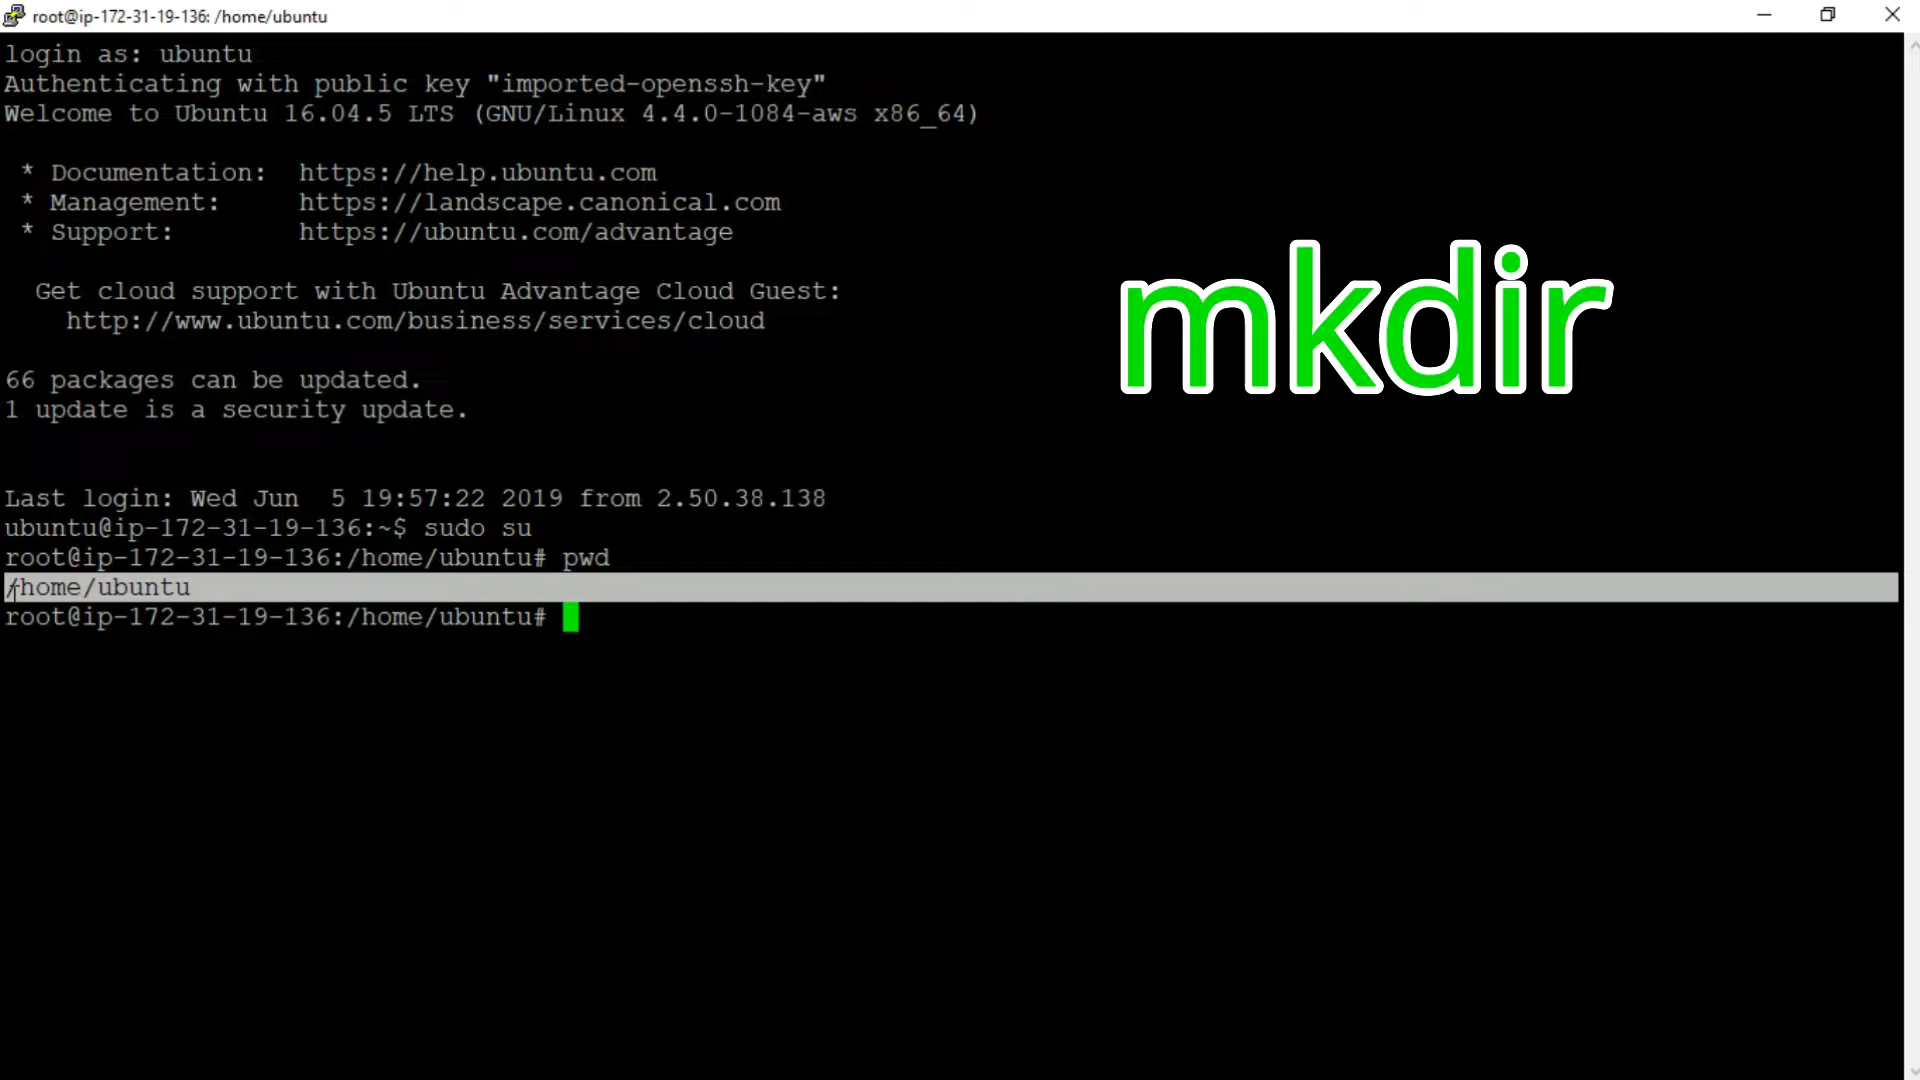 root@ip-172-31-19-136: /home/ubuntu
login as: ubuntu
Authenticating with public key "imported-openssh-key"
Welcome to Ubuntu 16.04.5 LTS (GNU/Linux 4.4.0-1084-aws x86_64)
* Documentation:  https://help.ubuntu.com
* Management:     https://landscape.canonical.com
* Support:        https://ubuntu.com/advantage
Get cloud support with Ubuntu Advantage Cloud Guest:
http://www.ubuntu.com/business/services/cloud
mkdir
66 packages can be updated.
1 update is a security update.
Last login: Wed Jun  5 19:57:22 2019 from 2.50.38.138
ubuntu@ip-172-31-19-136:~$ sudo su
root@ip-172-31-19-136:/home/ubuntu# pwd
/home/ubuntu
root@ip-172-31-19-136:/home/ubuntu#